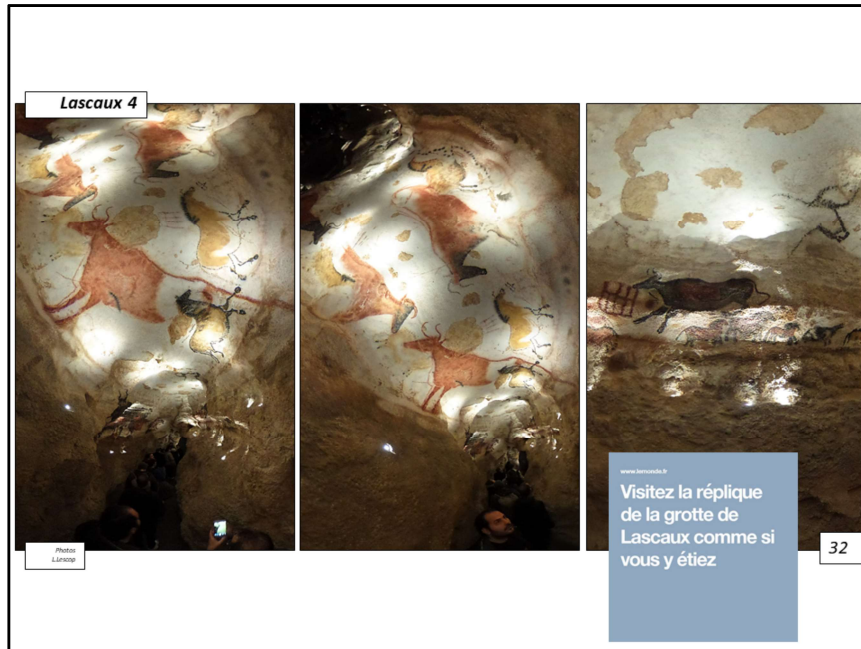 Lascaux 4
Photos
L.Lescop
www.lemonde.fr
Visitez la réplique
de la grotte de
Lascaux comme si
vous y étiez
32